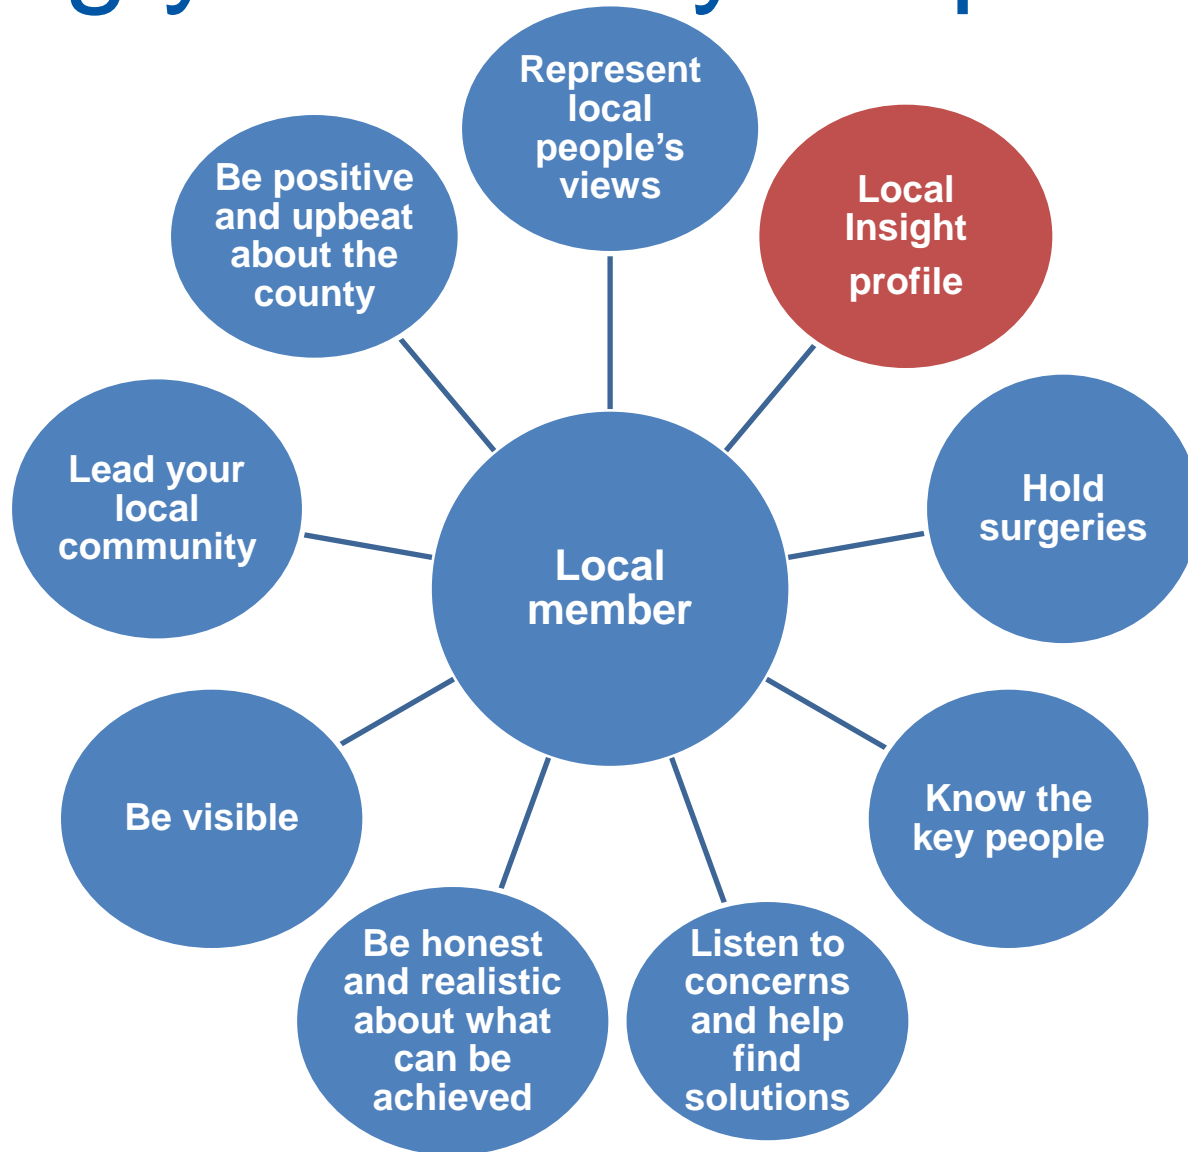 Represent
local
people’s
views
Local
Insight
profile
Hold
surgeries
Know the
key people
Listen to
concerns
and help
find
solutions
Be honest
and realistic
about what
can be
achieved
Be visible
Lead your
local
community
Be positive
and upbeat
about the
county
Local
member